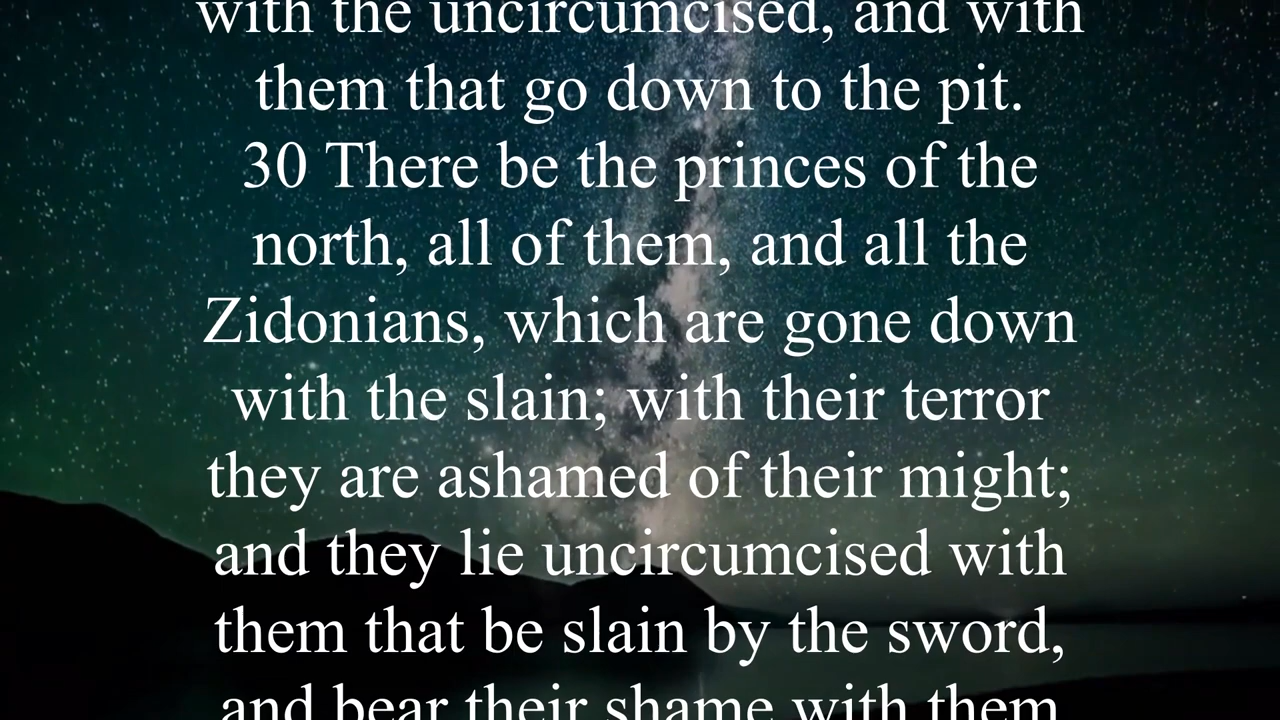 with the uncircumcised, and with
them that go down to the pit.
30 There be the princes of the
north, all of them, and all the
Zidonians, which are gone down
with the slain; with their terror
they are ashamed of their might;
and they lie uncircumcised with
them that be slain by the sword,
and bear their shame with them